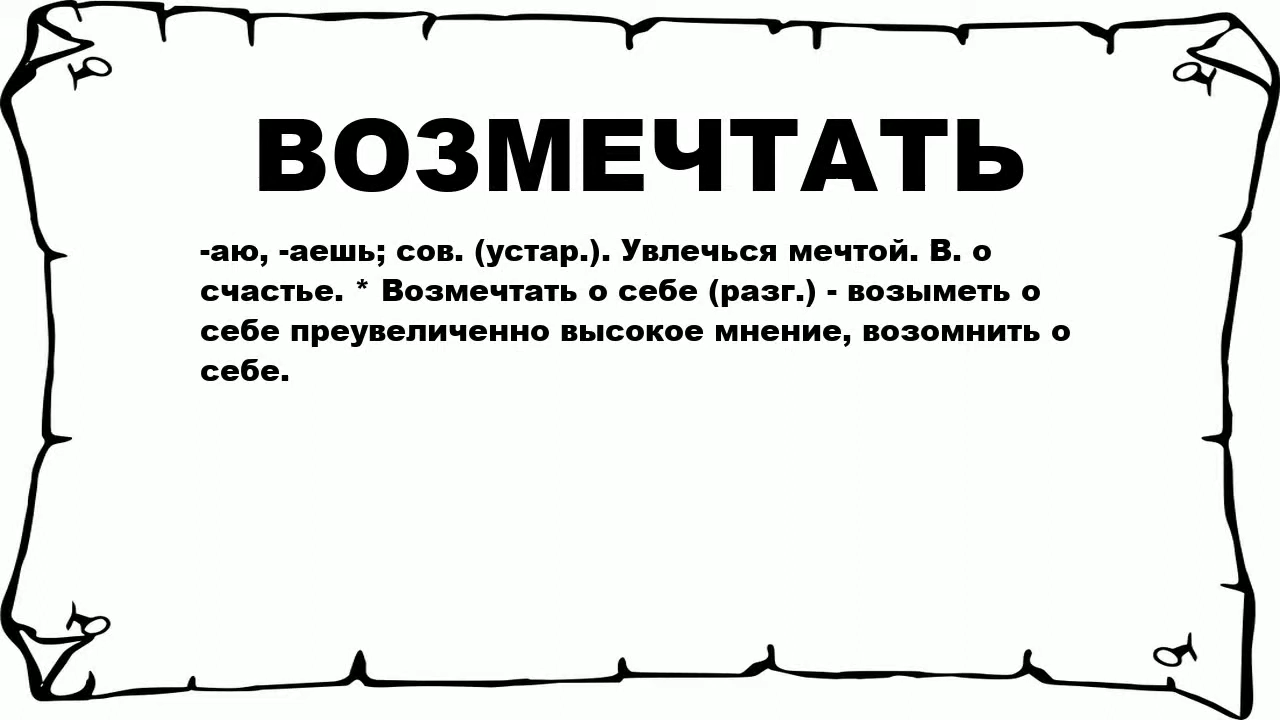 ВОЗМЕЧТАТЬ
-аю, -аешь; сов. (устар.). Увлечься мечтой. В. о
счастье. * Возмечтать о себе (разг.) - возыметь о
себе преувеличенно высокое мнение, возомнить о
себе.